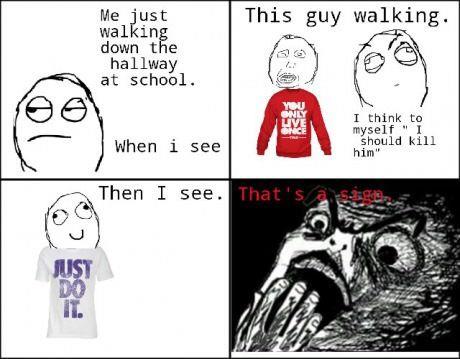 Me just
walking
down the
hallway
at school.
When i see
This guy walking.
YOU
ONLY
LIVE
ONCE
I think to
myself " I
should kill
him"
Then I see.
JUST
DO
IT.
That's a sign.